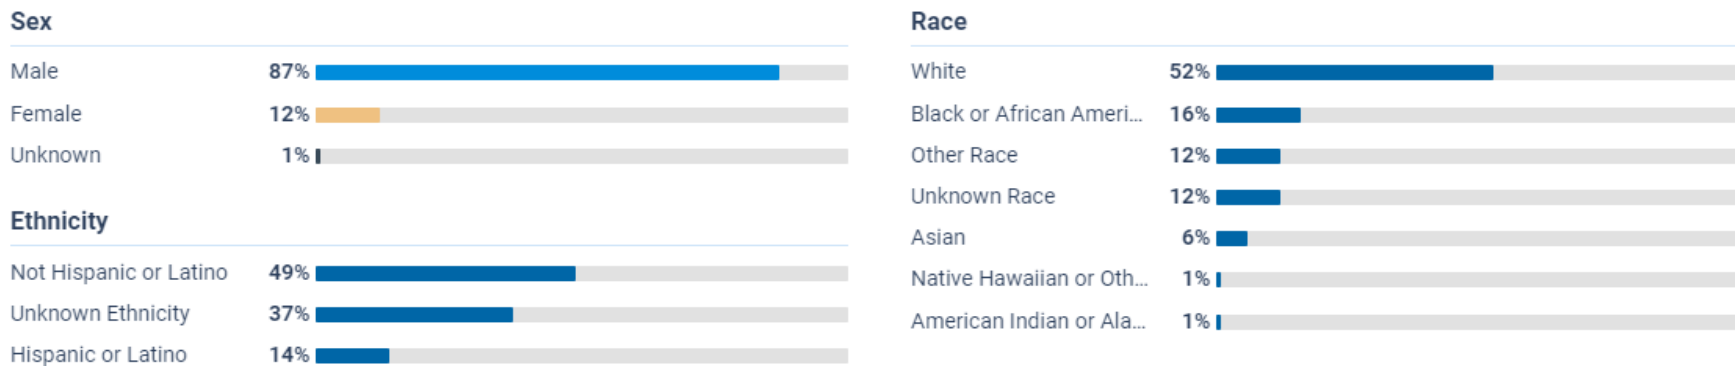 Sex
Male 87%
Female 12%
Unknown 1%
Ethnicity
Not Hispanic or Latino 49%
Unknown Ethnicity 37%
Hispanic or Latino 14%
Race
White 52%
Black or African Ameri... 16%
Other Race 12%
Unknown Race 12%
Asian 6%
Native Hawaiian or Oth... 1%
American Indian or Ala... 1%